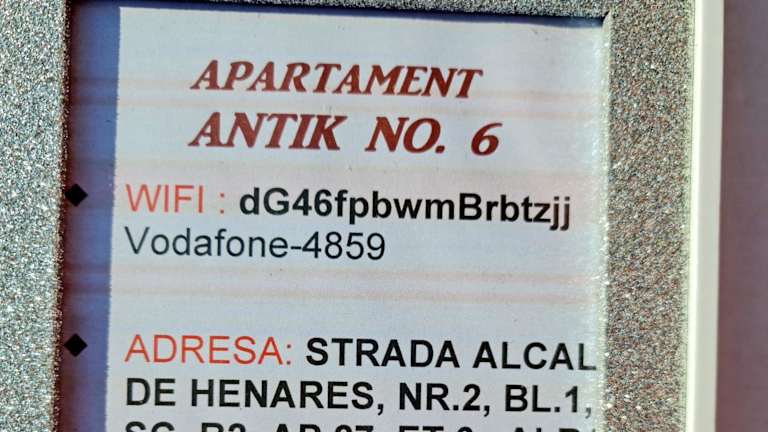 APARTAMENT
ANTIK NO. 6
WIFI : dG46fpbwmBrbtzjj
Vodafone-4859
ADRESA: STRADA ALCAL
DE HENARES, NR.2, BL.1,